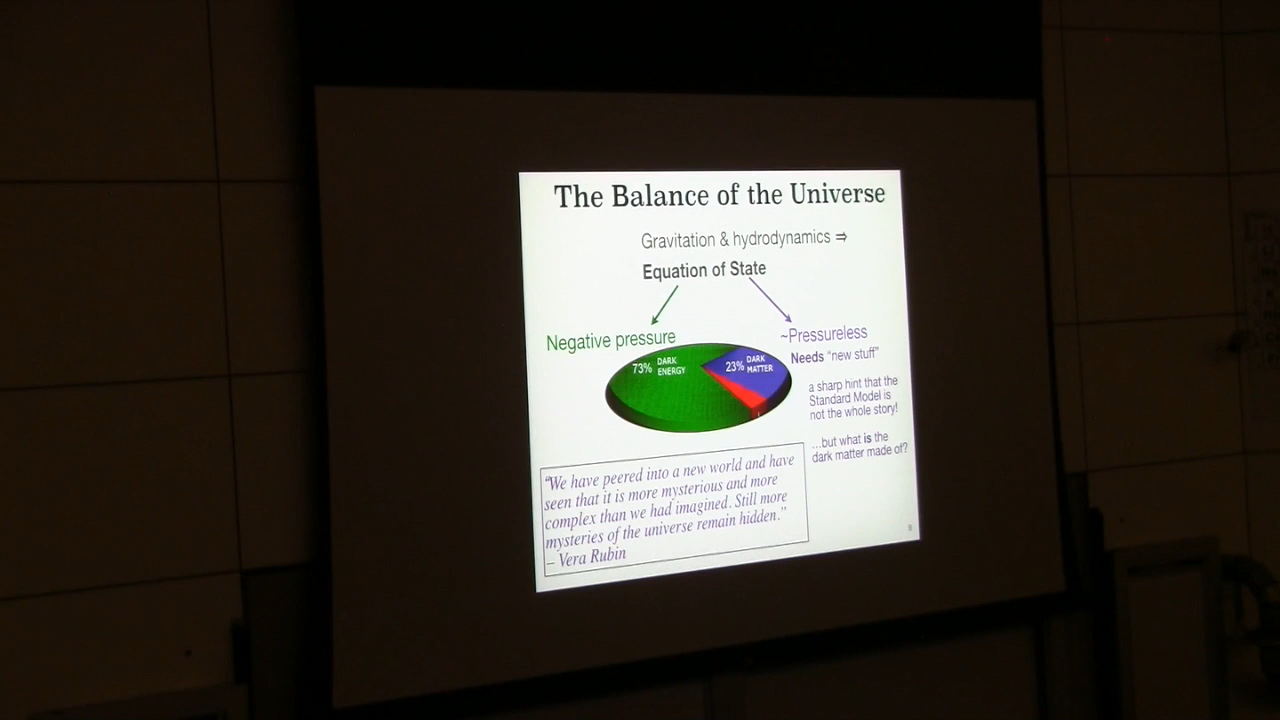 The Balance of the Universe
Gravitation & hydrodynamics ⇒
Equation of State
Negative pressure
~Pressureless
73% DARK
ENERGY
23% DARK
MATTER
Needs "new stuff"
a sharp hint that the
Standard Model is
not the whole story!
...but what is the
dark matter made of?
"We have peered into a new world and have
seen that it is more mysterious and more
complex than we had imagined. Still more
mysteries of the universe remain hidden."
– Vera Rubin